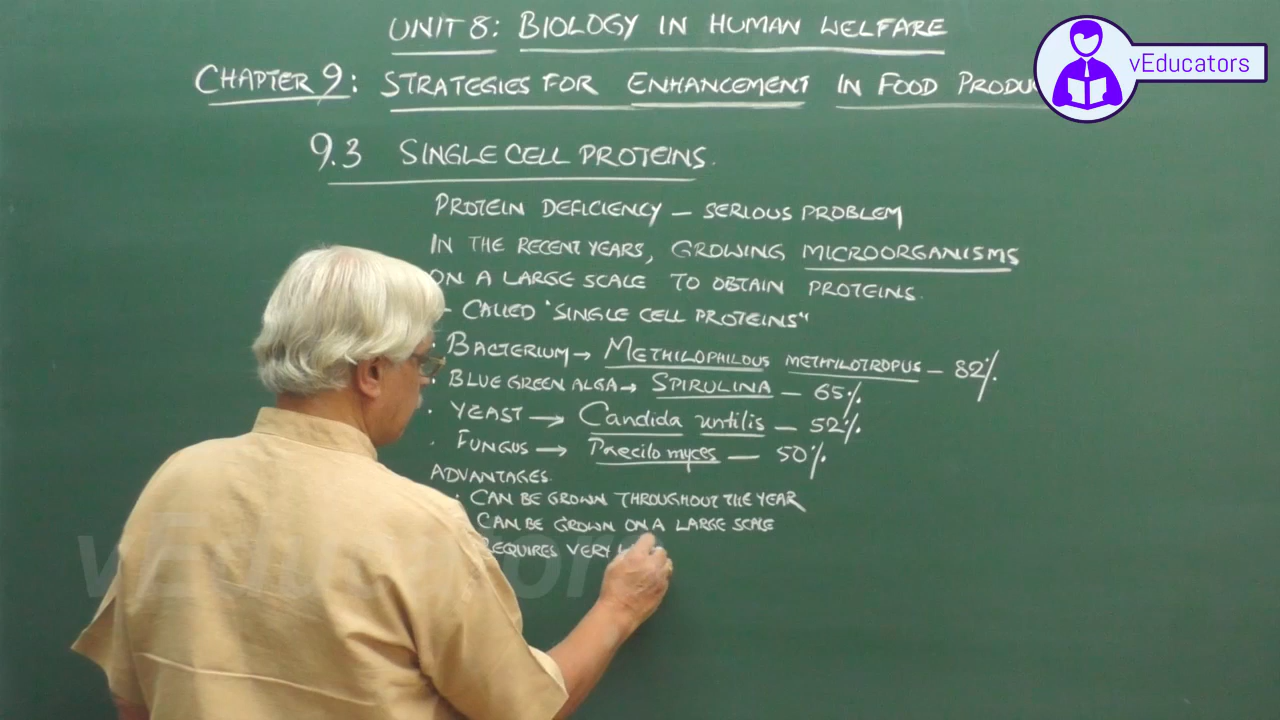 UNIT 8: BIOLOGY IN HUMAN WELFARE
vEducators
CHAPTER 9: STRATEGIES FOR ENHANCEMENT IN FOOD PRODU
9.3 SINGLE CELL PROTEINS.
PROTEIN DEFICIENCY – SERIOUS PROBLEM
IN THE RECENT YEARS, GROWING MICROORGANISMS
ON A LARGE SCALE TO OBTAIN PROTEINS.
- CALLED "SINGLE CELL PROTEINS"
· BACTERIUM → METHILOPHILOUS METHYLOTROPUS – 82%
· BLUE GREEN ALGA → SPIRULINA – 65%
· YEAST → Candida untilis – 52%
· FUNGUS → Paecilo myces – 50%
ADVANTAGES.
· CAN BE GROWN THROUGHOUT THE YEAR
CAN BE GROWN ON A LARGE SCALE
REQUIRES VERY
vEducators